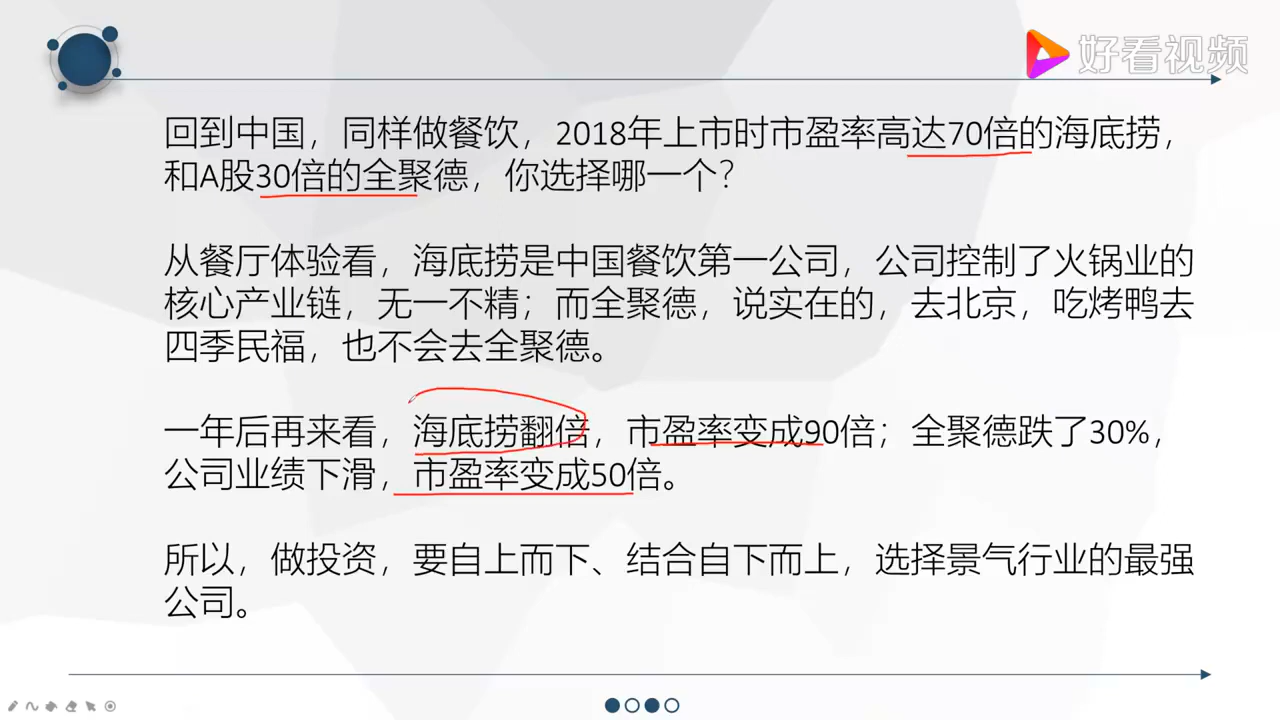 好看视频
回到中国，同样做餐饮，2018年上市时市盈率高达70倍的海底捞，
和A股30倍的全聚德，你选择哪一个？
从餐厅体验看，海底捞是中国餐饮第一公司，公司控制了火锅业的
核心产业链，无一不精；而全聚德，说实在的，去北京，吃烤鸭去
四季民福，也不会去全聚德。
一年后再来看，海底捞翻倍，市盈率变成90倍；全聚德跌了30%，
公司业绩下滑，市盈率变成50倍。
所以，做投资，要自上而下、结合自下而上，选择景气行业的最强
公司。